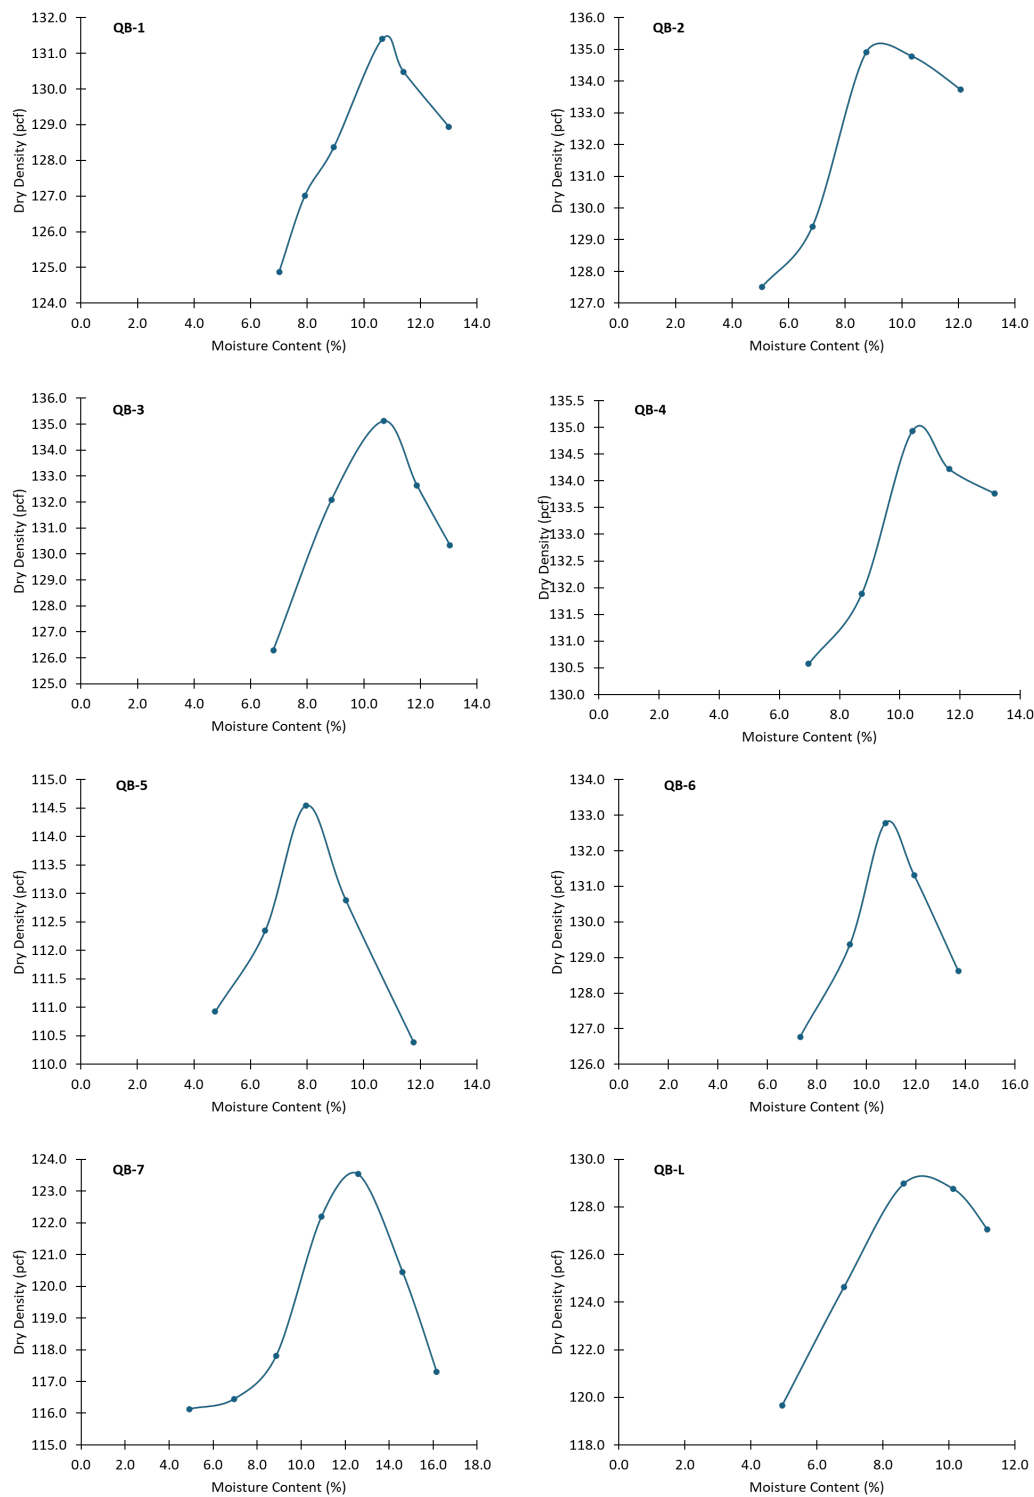 QB-1
132.0
131.0
130.0
129.0
128.0
127.0
126.0
125.0
124.0
Dry Density (pcf)
0.0 2.0 4.0 6.0 8.0 10.0 12.0 14.0
Moisture Content (%)
QB-2
136.0
135.0
134.0
133.0
132.0
131.0
130.0
129.0
128.0
127.0
Dry Density (pcf)
0.0 2.0 4.0 6.0 8.0 10.0 12.0 14.0
Moisture Content (%)
QB-3
136.0
135.0
134.0
133.0
132.0
131.0
130.0
129.0
128.0
127.0
126.0
125.0
Dry Density (pcf)
0.0 2.0 4.0 6.0 8.0 10.0 12.0 14.0
Moisture Content (%)
QB-4
135.5
135.0
134.5
134.0
133.5
133.0
132.5
132.0
131.5
131.0
130.5
130.0
Dry Density (pcf)
0.0 2.0 4.0 6.0 8.0 10.0 12.0 14.0
Moisture Content (%)
QB-5
115.0
114.5
114.0
113.5
113.0
112.5
112.0
111.5
111.0
110.5
110.0
Dry Density (pcf)
0.0 2.0 4.0 6.0 8.0 10.0 12.0 14.0
Moisture Content (%)
QB-6
134.0
133.0
132.0
131.0
130.0
129.0
128.0
127.0
126.0
Dry Density (pcf)
0.0 2.0 4.0 6.0 8.0 10.0 12.0 14.0 16.0
Moisture Content (%)
QB-7
124.0
123.0
122.0
121.0
120.0
119.0
118.0
117.0
116.0
115.0
Dry Density (pcf)
0.0 2.0 4.0 6.0 8.0 10.0 12.0 14.0 16.0 18.0
Moisture Content (%)
QB-L
130.0
128.0
126.0
124.0
122.0
120.0
118.0
Dry Density (pcf)
0.0 2.0 4.0 6.0 8.0 10.0 12.0
Moisture Content (%)